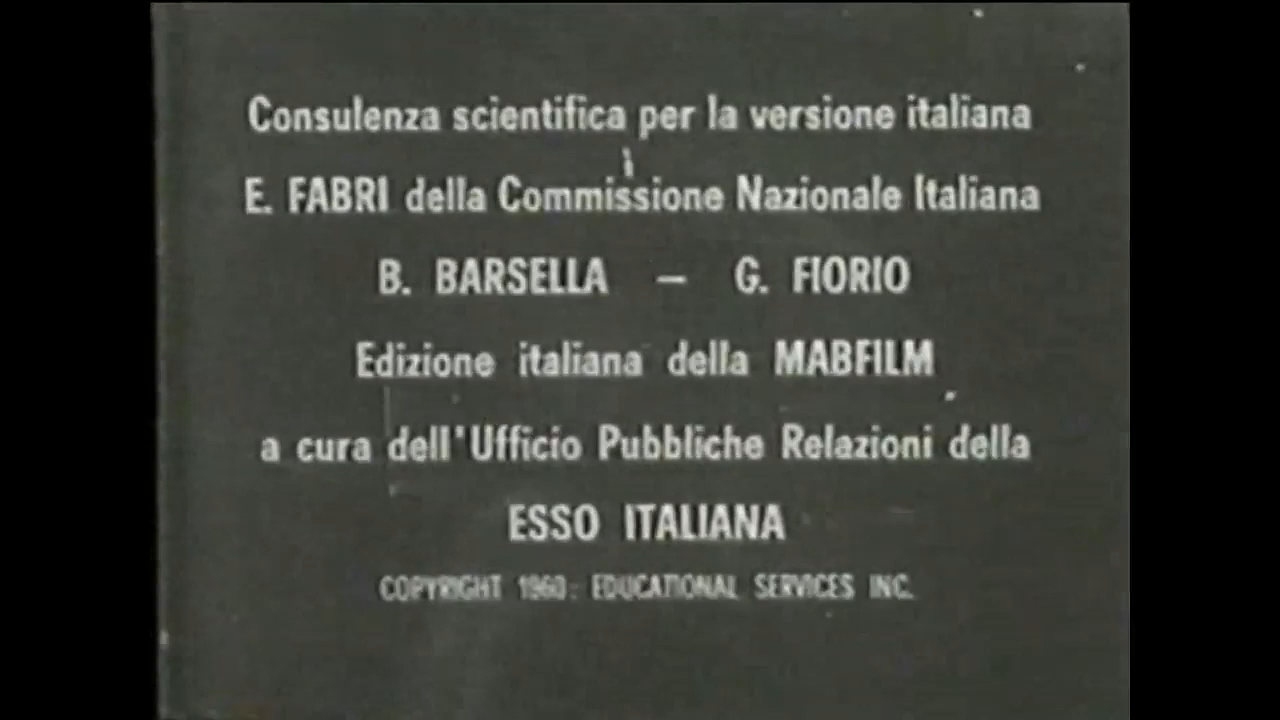 Consulenza scientifica per la versione italiana
E. FABRI della Commissione Nazionale Italiana
B. BARSELLA — G. FIORIO
Edizione italiana della MABFILM
a cura dell'Ufficio Pubbliche Relazioni della
ESSO ITALIANA
COPYRIGHT 1960: EDUCATIONAL SERVICES INC.